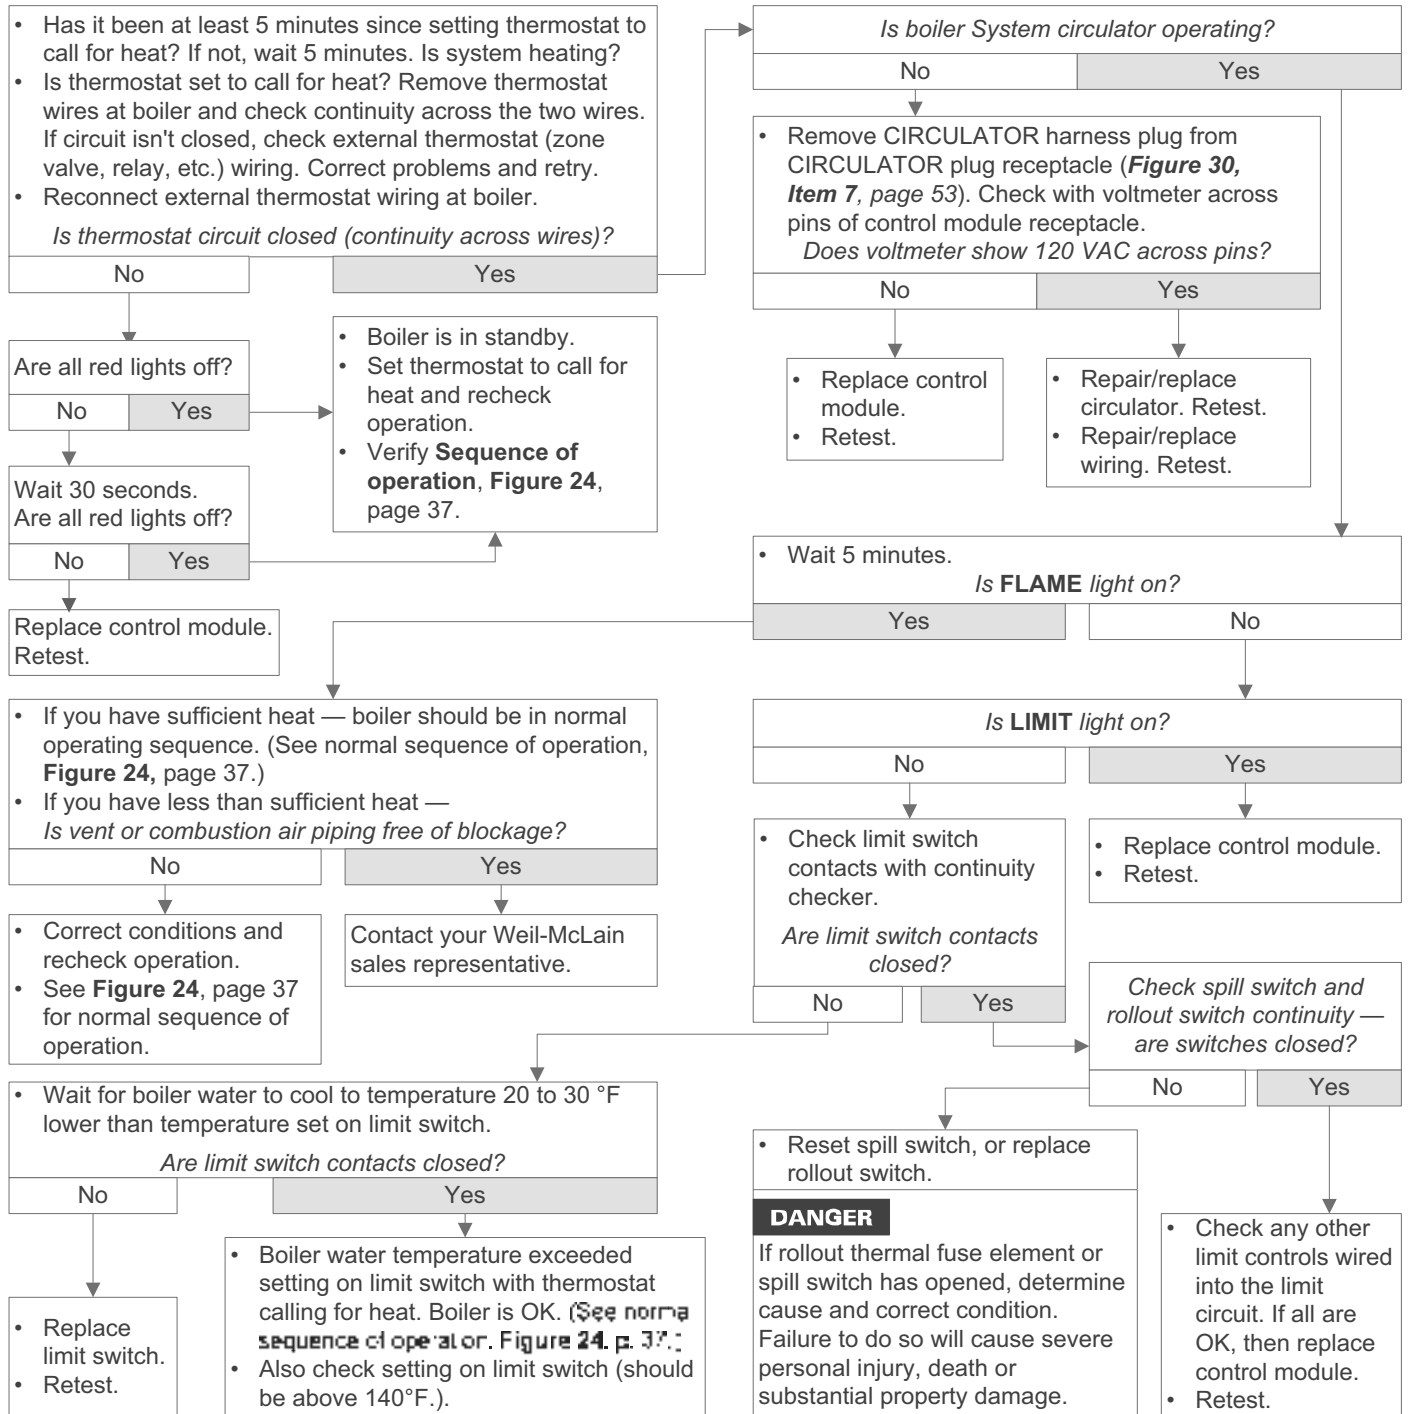 • Has it been at least 5 minutes since setting thermostat to
call for heat? If not, wait 5 minutes. Is system heating?
• Is thermostat set to call for heat? Remove thermostat
wires at boiler and check continuity across the two wires.
If circuit isn't closed, check external thermostat (zone
valve, relay, etc.) wiring. Correct problems and retry.
• Reconnect external thermostat wiring at boiler.
Is thermostat circuit closed (continuity across wires)?
No
Yes
Are all red lights off?
No
Yes
Wait 30 seconds.
Are all red lights off?
No
Yes
Replace control module.
Retest.
• Boiler is in standby.
• Set thermostat to call for
heat and recheck
operation.
• Verify Sequence of
operation, Figure 24,
page 37.
Is boiler System circulator operating?
No
Yes
• Remove CIRCULATOR harness plug from
CIRCULATOR plug receptacle (Figure 30,
Item 7, page 53). Check with voltmeter across
pins of control module receptacle.
Does voltmeter show 120 VAC across pins?
No
Yes
• Replace control
module.
• Retest.
• Repair/replace
circulator. Retest.
• Repair/replace
wiring. Retest.
• Wait 5 minutes.
Is FLAME light on?
Yes
No
• If you have sufficient heat — boiler should be in normal
operating sequence. (See normal sequence of operation,
Figure 24, page 37.)
• If you have less than sufficient heat —
Is vent or combustion air piping free of blockage?
No
Yes
• Correct conditions and
recheck operation.
• See Figure 24, page 37
for normal sequence of
operation.
Contact your Weil-McLain
sales representative.
Is LIMIT light on?
No
Yes
• Check limit switch
contacts with continuity
checker.
Are limit switch contacts
closed?
No
Yes
• Replace control module.
• Retest.
Check spill switch and
rollout switch continuity —
are switches closed?
No
Yes
• Wait for boiler water to cool to temperature 20 to 30 °F
lower than temperature set on limit switch.
Are limit switch contacts closed?
No
Yes
• Replace
limit switch.
• Retest.
• Boiler water temperature exceeded
setting on limit switch with thermostat
calling for heat. Boiler is OK. (See norma
sequence of operation. Figure 24, p. 37.)
• Also check setting on limit switch (should
be above 140°F.).
• Reset spill switch, or replace
rollout switch.
DANGER
If rollout thermal fuse element or
spill switch has opened, determine
cause and correct condition.
Failure to do so will cause severe
personal injury, death or
substantial property damage.
• Check any other
limit controls wired
into the limit
circuit. If all are
OK, then replace
control module.
• Retest.